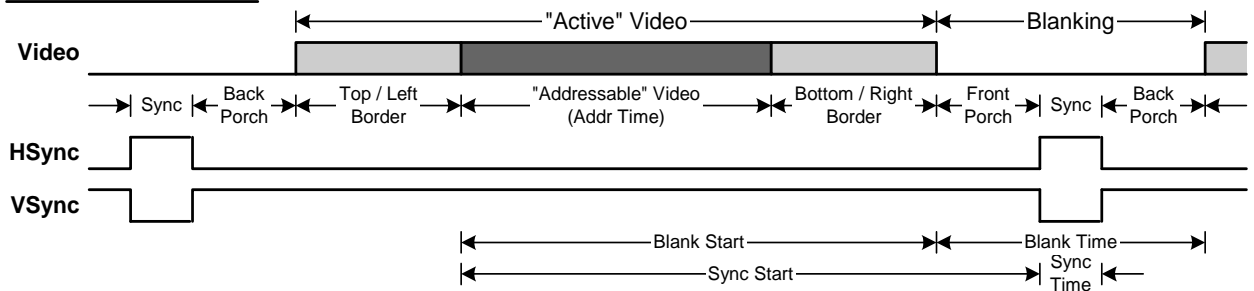 "Active" Video
Blanking
Video
Sync
Back
Porch
Top / Left
Border
"Addressable" Video
(Addr Time)
Bottom / Right
Border
Front
Porch
Sync
Back
Porch
HSync
VSync
Blank Start
Blank Time
Sync Start
Sync
Time